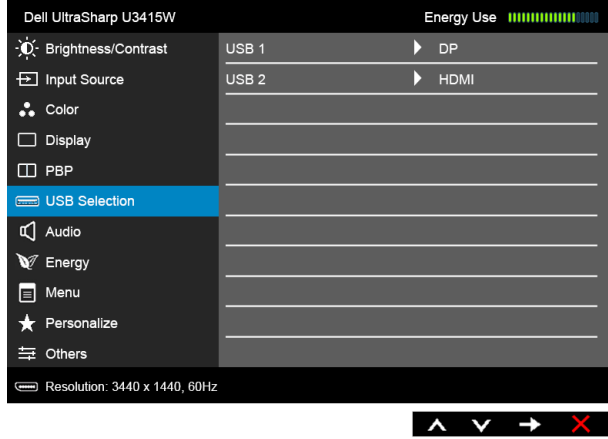 Dell UltraSharp U3415W
Energy Use
Brightness/Contrast
USB 1
DP
Input Source
USB 2
HDMI
Color
Display
PBP
USB Selection
Audio
Energy
Menu
Personalize
Others
Resolution: 3440 x 1440, 60Hz